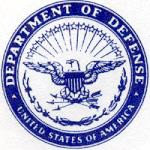 DEPARTMENT OF DEFENSE
UNITED STATES OF AMERICA